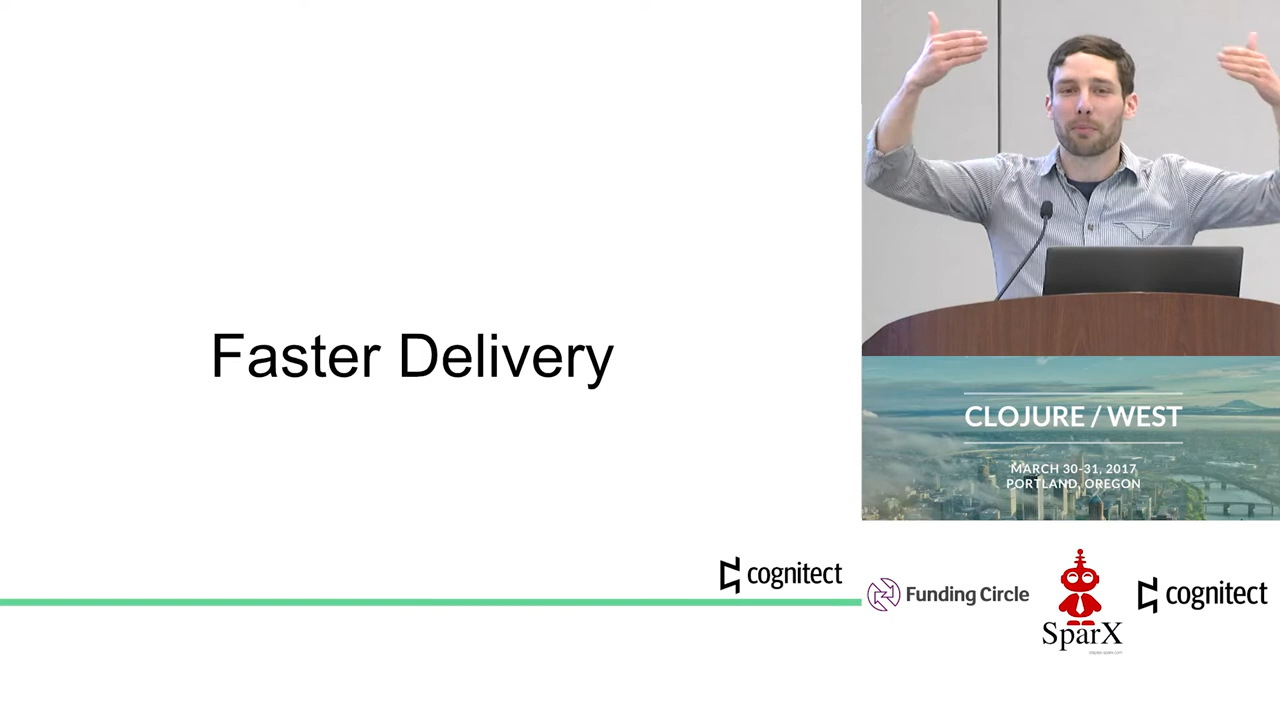 Faster Delivery
cognitect
CLOJURE / WEST
MARCH 30-31, 2017
PORTLAND, OREGON
Funding Circle
SparX
cognitect